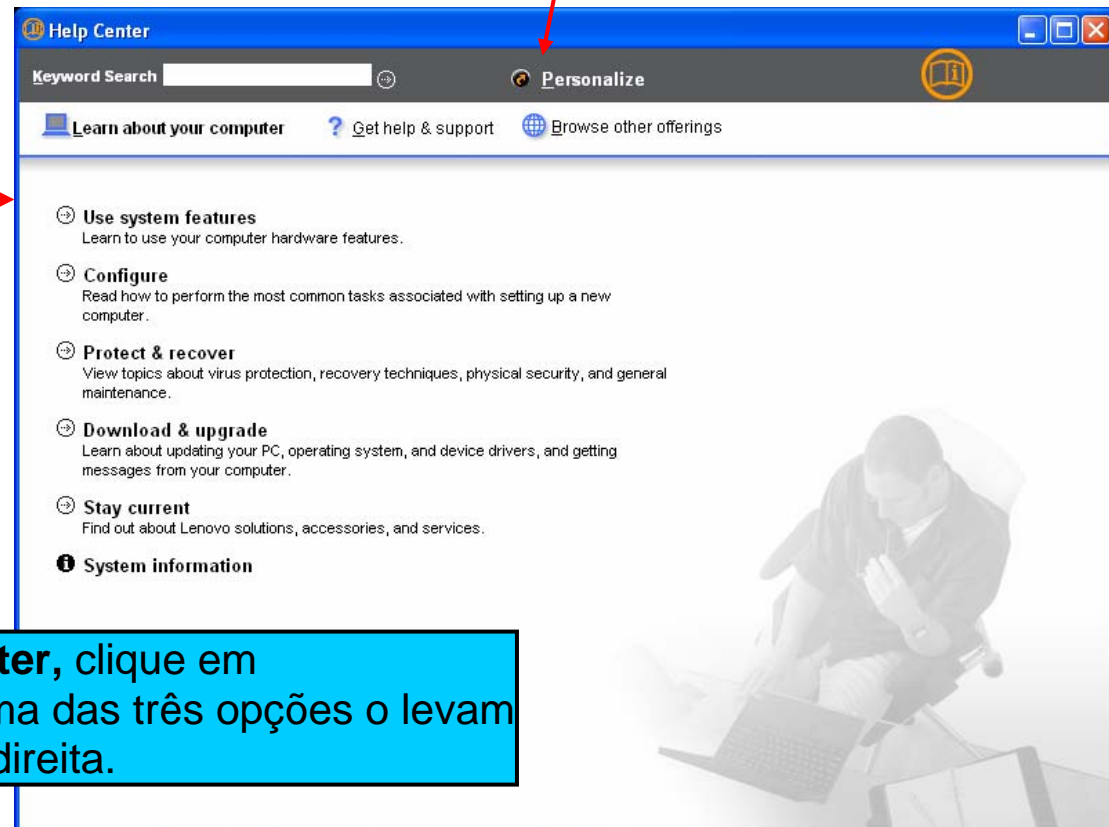 Help Center
Keyword Search
Personalize
Learn about your computer ? Get help & support Browse other offerings
Use system features
Learn to use your computer hardware features.
Configure
Read how to perform the most common tasks associated with setting up a new
computer.
Protect & recover
View topics about virus protection, recovery techniques, physical security, and general
maintenance.
Download & upgrade
Learn about updating your PC, operating system, and device drivers, and getting
messages from your computer.
Stay current
Find out about Lenovo solutions, accessories, and services.
System information
ter, clique em
na das três opções o levam
direita.